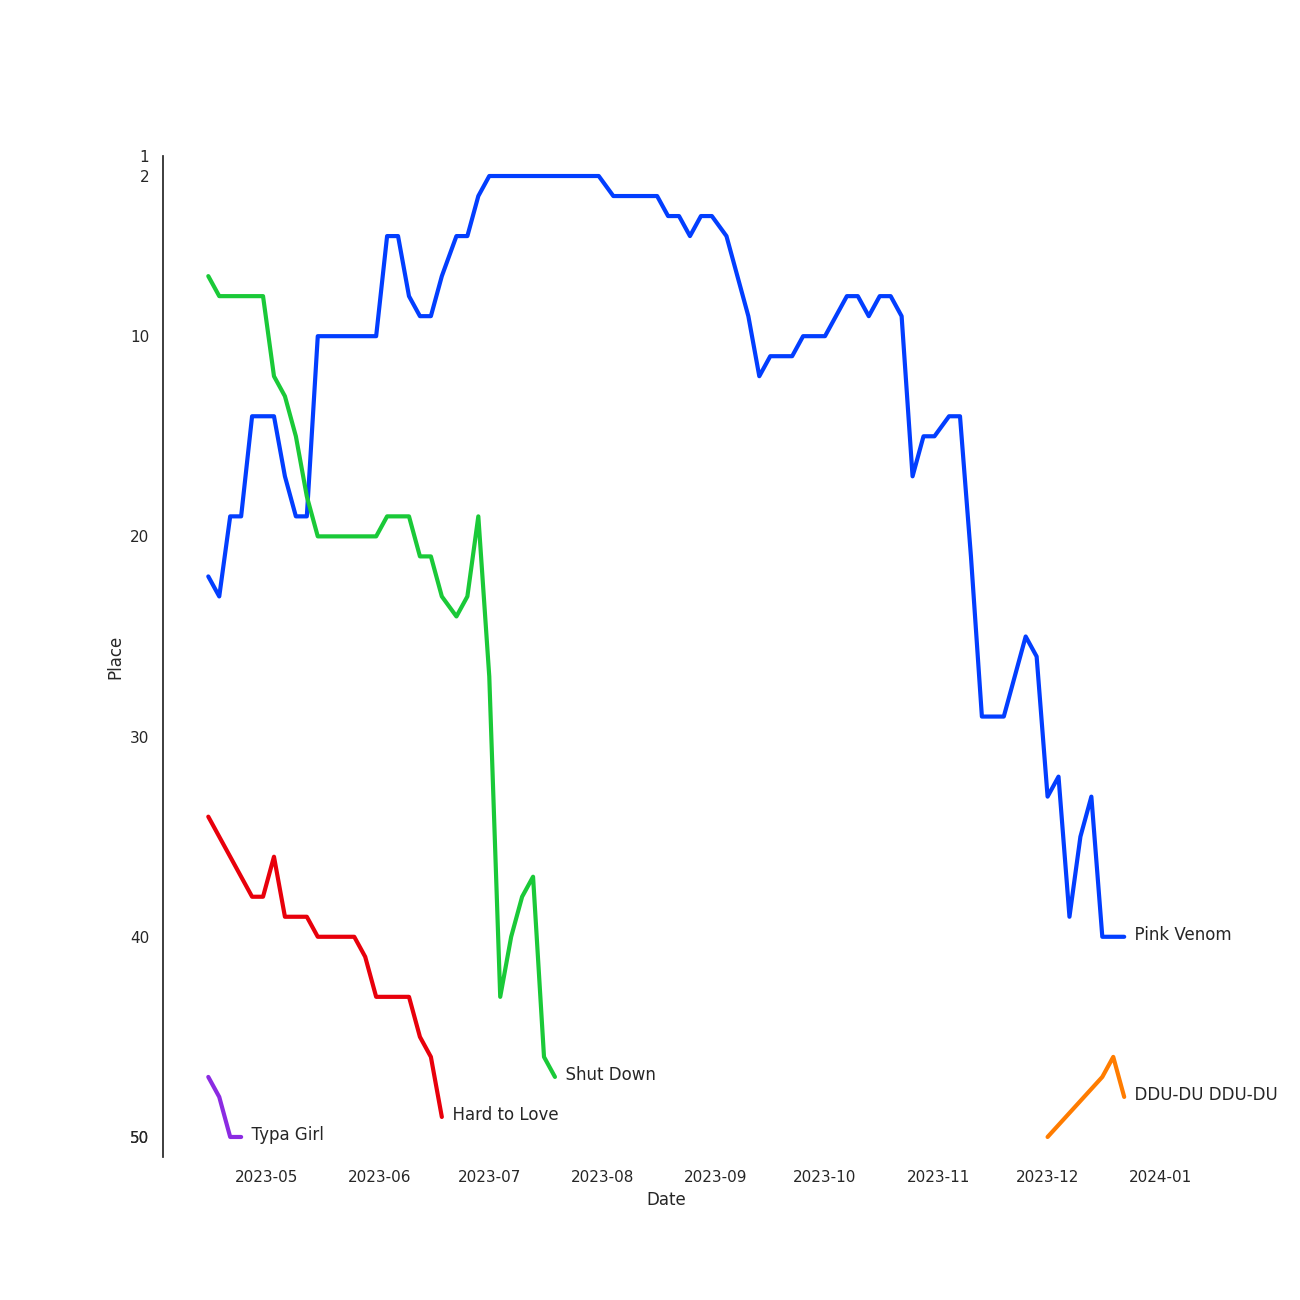 1
2
10
20
30
40
50
Place
Pink Venom
Shut Down
DDU-DU DDU-DU
Hard to Love
Typa Girl
2023-05 2023-06 2023-07 2023-08 2023-09 2023-10 2023-11 2023-12 2024-01
Date